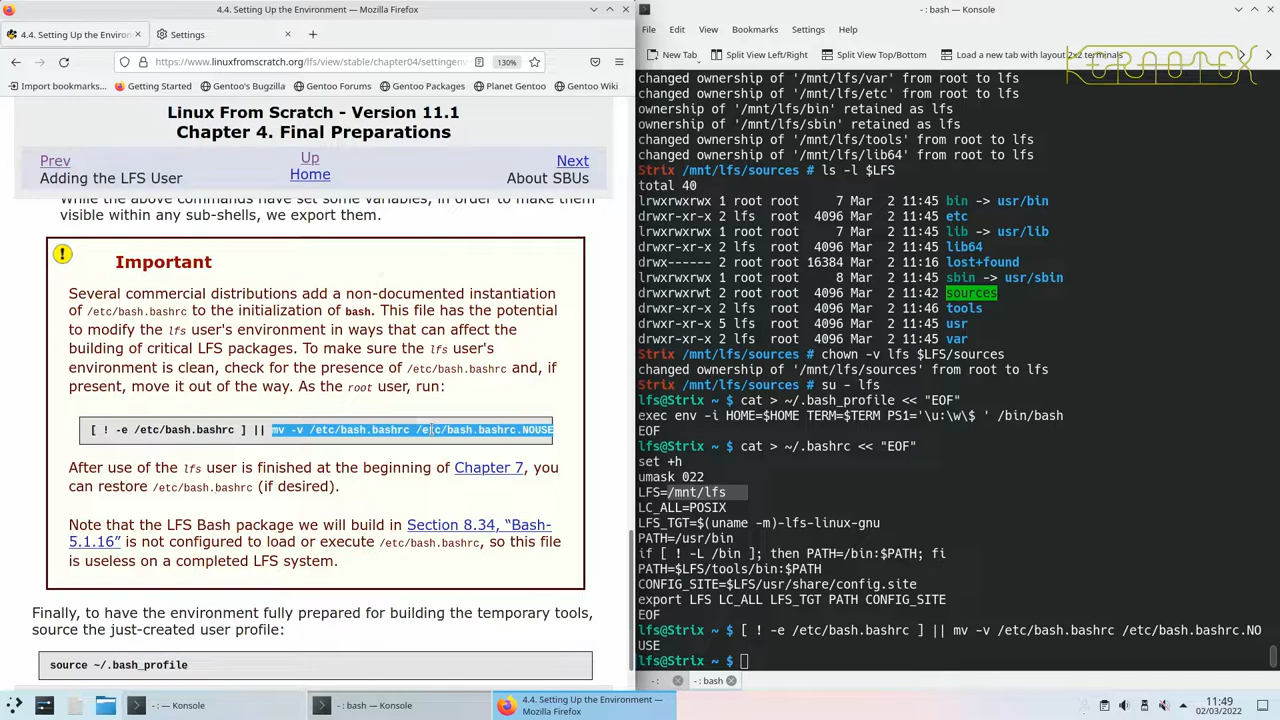 4.4. Setting Up the Environment — Mozilla Firefox
4.4. Setting Up the Environ
Settings
https://www.linuxfromscratch.org/lfs/view/stable/chapter04/settingenv
130%
Import bookmarks...
Getting Started
Gentoo's Bugzilla
Gentoo Forums
Gentoo Packages
Planet Gentoo
Gentoo Wiki
Linux From Scratch - Version 11.1
Chapter 4. Final Preparations
Prev
Up
Next
Adding the LFS User
Home
About SBUs
While the above commands have set some variables, in order to make them
visible within any sub-shells, we export them.
Important
Several commercial distributions add a non-documented instantiation
of /etc/bash.bashrc to the initialization of bash. This file has the potential
to modify the lfs user's environment in ways that can affect the
building of critical LFS packages. To make sure the lfs user's
environment is clean, check for the presence of /etc/bash.bashrc and, if
present, move it out of the way. As the root user, run:
[ ! -e /etc/bash.bashrc ] || mv -v /etc/bash.bashrc /etc/bash.bashrc.NOUSE
After use of the lfs user is finished at the beginning of Chapter 7, you
can restore /etc/bash.bashrc (if desired).
Note that the LFS Bash package we will build in Section 8.34, “Bash-
5.1.16” is not configured to load or execute /etc/bash.bashrc, so this file
is useless on a completed LFS system.
Finally, to have the environment fully prepared for building the temporary tools,
source the just-created user profile:
source ~/.bash_profile
- : bash — Konsole
File Edit View Bookmarks Settings Help
New Tab
Split View Left/Right
Split View Top/Bottom
Load a new tab with layout 2x2 terminals
KERNOTEX
changed ownership of '/mnt/lfs/var' from root to lfs
changed ownership of '/mnt/lfs/etc' from root to lfs
ownership of '/mnt/lfs/bin' retained as lfs
ownership of '/mnt/lfs/sbin' retained as lfs
changed ownership of '/mnt/lfs/tools' from root to lfs
changed ownership of '/mnt/lfs/lib64' from root to lfs
Strix /mnt/lfs/sources # ls -l $LFS
total 40
lrwxrwxrwx 1 root root 7 Mar 2 11:45 bin -> usr/bin
drwxr-xr-x 2 lfs root 4096 Mar 2 11:45 etc
lrwxrwxrwx 1 root root 7 Mar 2 11:45 lib -> usr/lib
drwxr-xr-x 2 lfs root 4096 Mar 2 11:45 lib64
drwx------ 2 root root 16384 Mar 2 11:16 lost+found
lrwxrwxrwx 1 root root 8 Mar 2 11:45 sbin -> usr/sbin
drwxrwxrwt 2 root root 4096 Mar 2 11:42 sources
drwxr-xr-x 2 lfs root 4096 Mar 2 11:46 tools
drwxr-xr-x 5 lfs root 4096 Mar 2 11:45 usr
drwxr-xr-x 2 lfs root 4096 Mar 2 11:45 var
Strix /mnt/lfs/sources # chown -v lfs $LFS/sources
changed ownership of '/mnt/lfs/sources' from root to lfs
Strix /mnt/lfs/sources # su - lfs
lfs@Strix ~ $ cat > ~/.bash_profile << "EOF"
exec env -i HOME=$HOME TERM=$TERM PS1='\u:\w\$ ' /bin/bash
EOF
lfs@Strix ~ $ cat > ~/.bashrc << "EOF"
set +h
umask 022
LFS=/mnt/lfs
LC_ALL=POSIX
LFS_TGT=$(uname -m)-lfs-linux-gnu
PATH=/usr/bin
if [ ! -L /bin ]; then PATH=/bin:$PATH; fi
PATH=$LFS/tools/bin:$PATH
CONFIG_SITE=$LFS/usr/share/config.site
export LFS LC_ALL LFS_TGT PATH CONFIG_SITE
EOF
lfs@Strix ~ $ [ ! -e /etc/bash.bashrc ] || mv -v /etc/bash.bashrc /etc/bash.bashrc.NO
USE
lfs@Strix ~ $
- :
- : bash
- : — Konsole
- : bash — Konsole
4.4. Setting Up the Environment —
Mozilla Firefox
11:49
02/03/2022